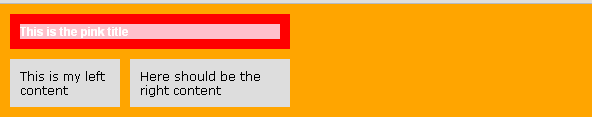 This is the pink title
This is my left
content
Here should be the
right content